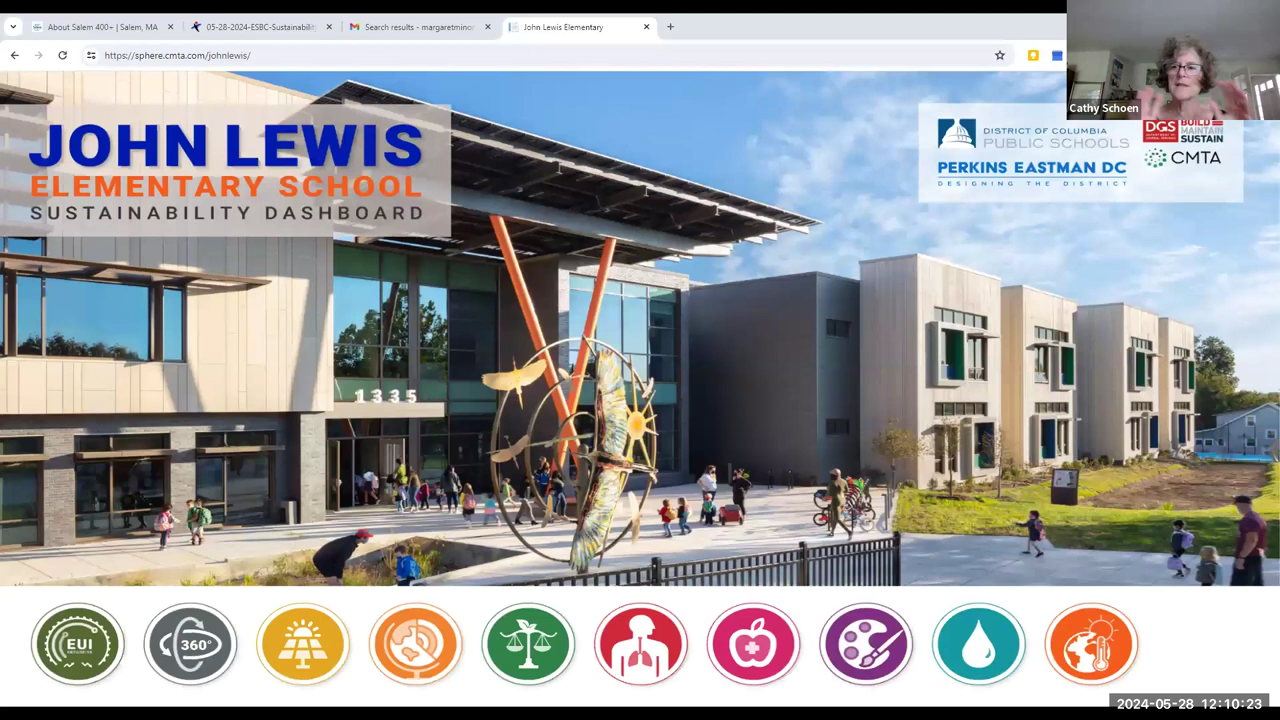 About Salem 400+ | Salem, MA
05-28-2024-ESBC-Sustainabilit
Search results - margaretmino
John Lewis Elementary
https://sphere.cmta.com/johnlewis/
Cathy Schoen
JOHN LEWIS
ELEMENTARY SCHOOL
SUSTAINABILITY DASHBOARD
DISTRICT OF COLUMBIA
PUBLIC SCHOOLS
PERKINS EASTMAN DC
DESIGNING THE DISTRICT
DGS
BUILD
MAINTAIN
SUSTAIN
CMTA
1335
EUI
360°
2024-05-28 12:10:23